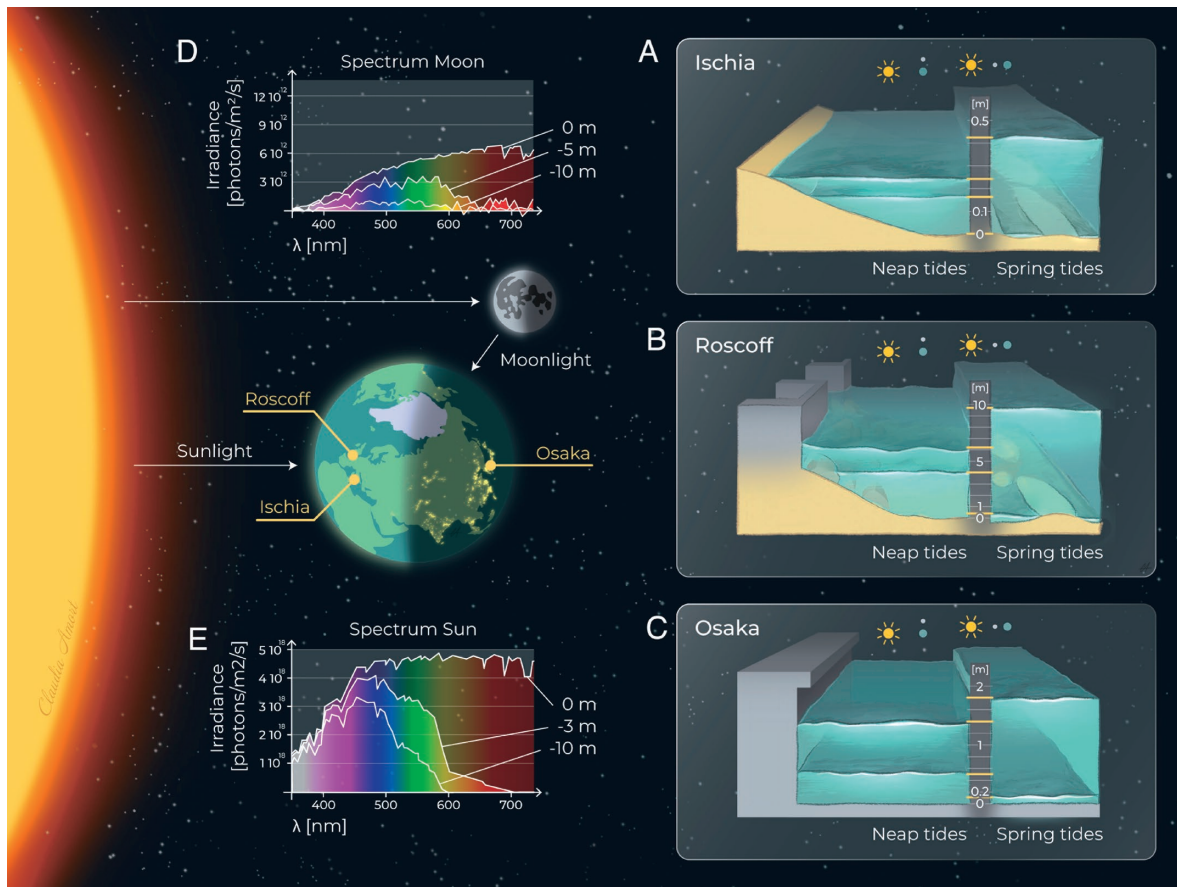 D
Spectrum Moon
Irradiance
[photons/m²/s]
12 10¹²
9 10¹²
6 10¹²
3 10¹²
0 m
-5 m
-10 m
400 500 600 700
λ [nm]
Moonlight
Roscoff
Sunlight
Ischia
Osaka
E
Spectrum Sun
Irradiance
[photons/m2/s]
5 10¹⁸
4 10¹⁸
3 10¹⁸
2 10¹⁸
1 10¹⁸
0 m
-3 m
-10 m
400 500 600 700
λ [nm]
Claudia Amort
A
Ischia
[m]
0.5
0.1
0
Neap tides Spring tides
B
Roscoff
[m]
10
5
1
0
Neap tides Spring tides
C
Osaka
[m]
2
1
0.2
0
Neap tides Spring tides